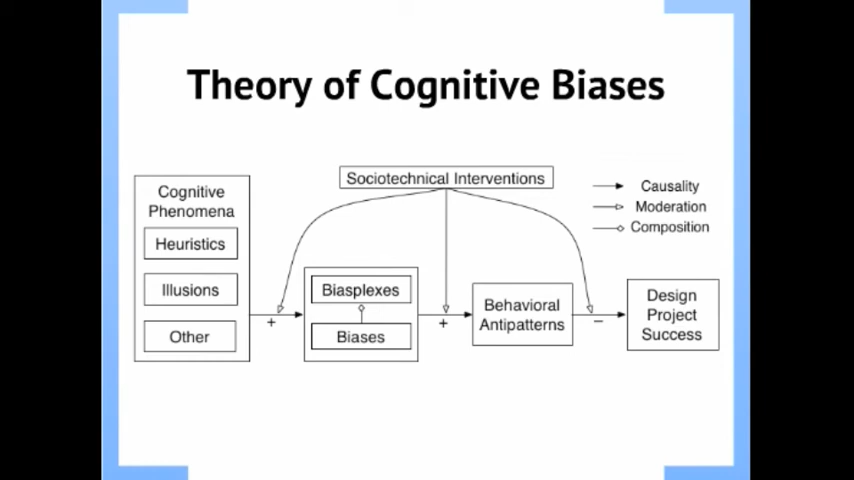 Theory of Cognitive Biases
Sociotechnical Interventions
Cognitive
Phenomena
Heuristics
Illusions
Other
+
Biasplexes
Biases
+
Behavioral
Antipatterns
–
Design
Project
Success
Causality
Moderation
Composition